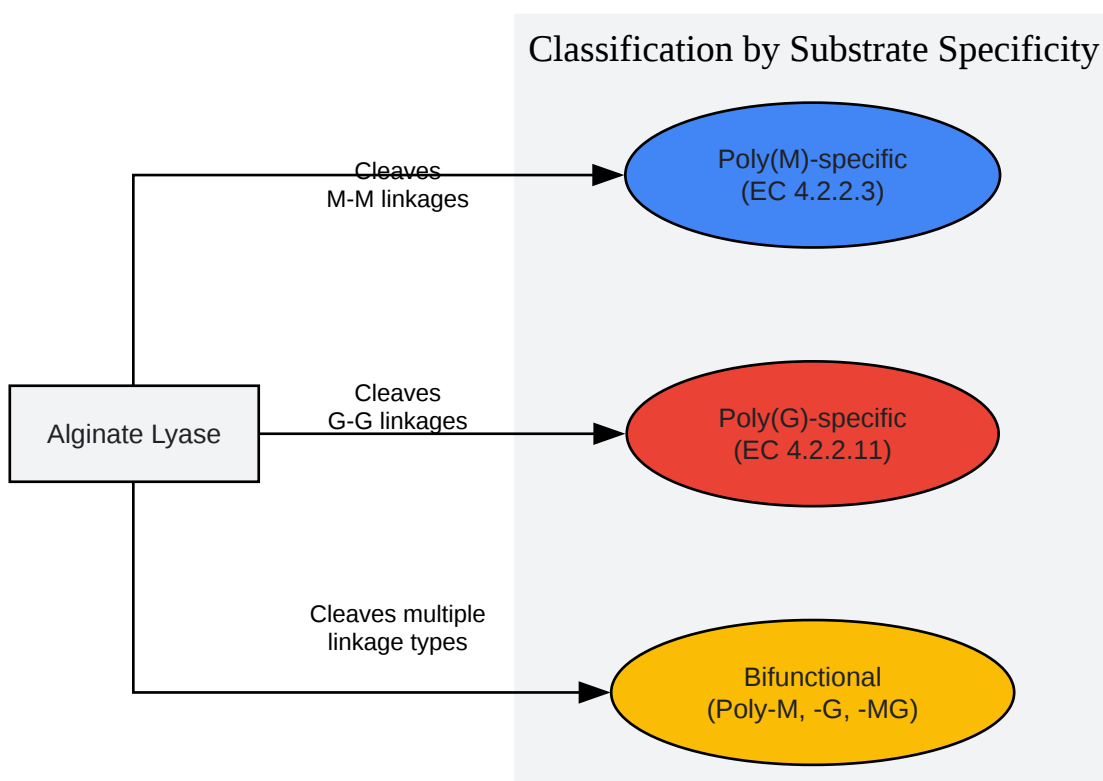 Classification by Substrate Specificity
Cleaves
M-M linkages
Poly(M)-specific
(EC 4.2.2.3)
Alginate Lyase
Cleaves
G-G linkages
Poly(G)-specific
(EC 4.2.2.11)
Cleaves multiple
linkage types
Bifunctional
(Poly-M, -G, -MG)